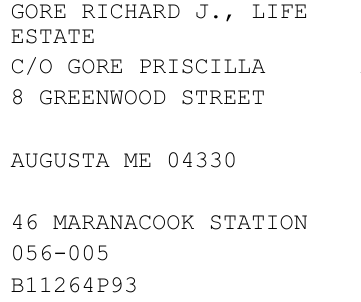 GORE RICHARD J., LIFE
ESTATE
C/O GORE PRISCILLA
8 GREENWOOD STREET
AUGUSTA ME 04330
46 MARANACOOK STATION
056-005
B11264P93